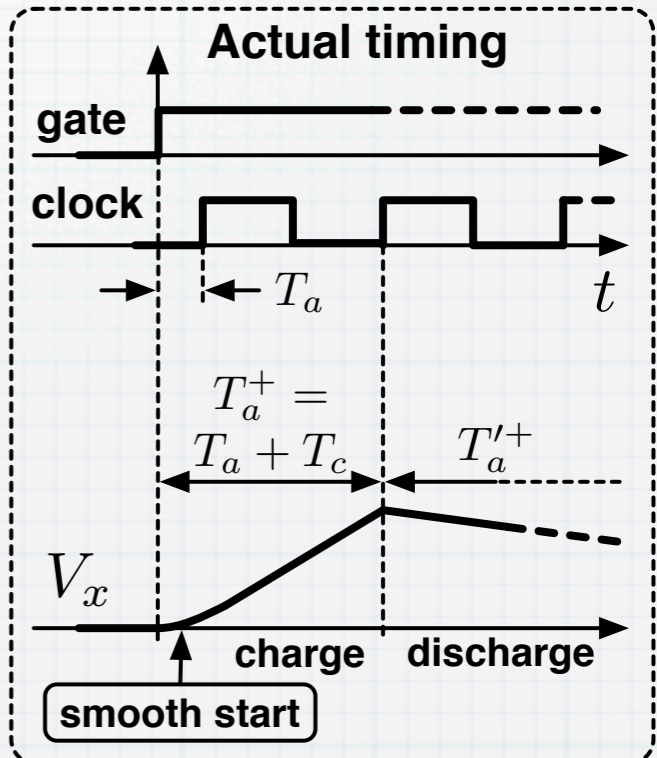 Actual timing
gate
clock
T_a
t
T_a^+ =
T_a + T_c
T_a'^+
V_x
charge
discharge
smooth start